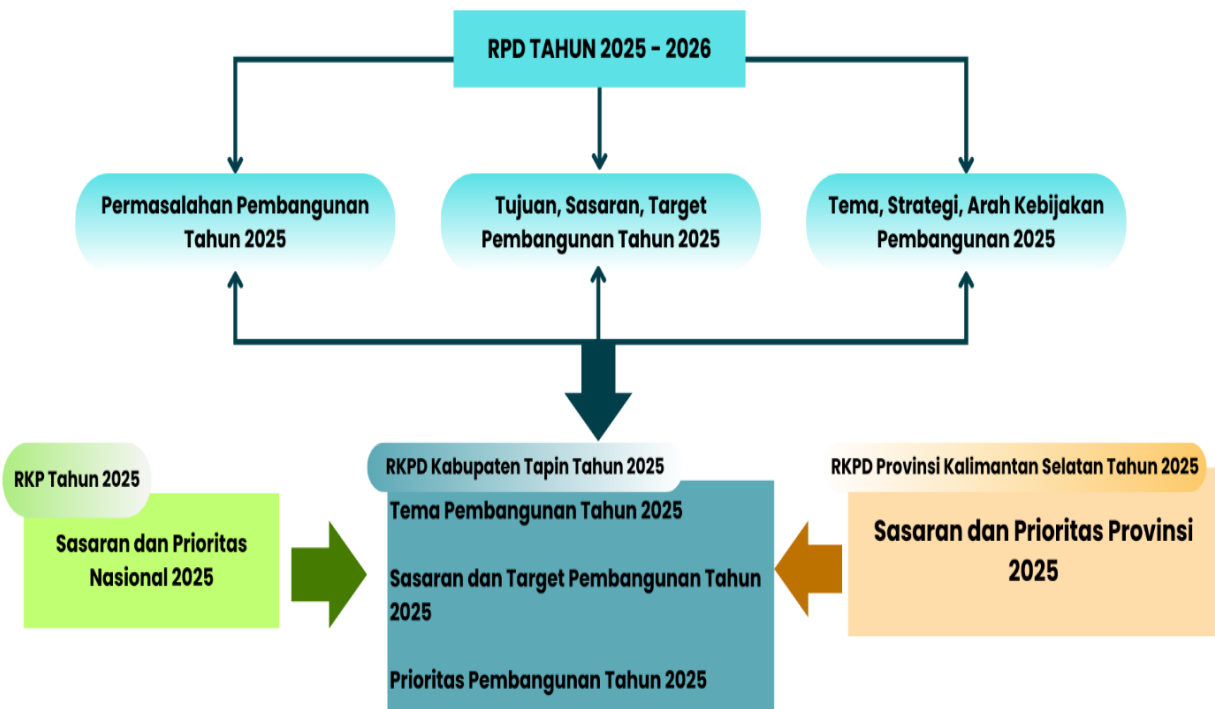 RPD TAHUN 2025 - 2026
Permasalahan Pembangunan
Tahun 2025
Tujuan, Sasaran, Target
Pembangunan Tahun 2025
Tema, Strategi, Arah Kebijakan
Pembangunan 2025
RKP Tahun 2025
Sasaran dan Prioritas
Nasional 2025
RKPD Kabupaten Tapin Tahun 2025
Tema Pembangunan Tahun 2025
Sasaran dan Target Pembangunan Tahun
2025
Prioritas Pembangunan Tahun 2025
RKPD Provinsi Kalimantan Selatan Tahun 2025
Sasaran dan Prioritas Provinsi
2025